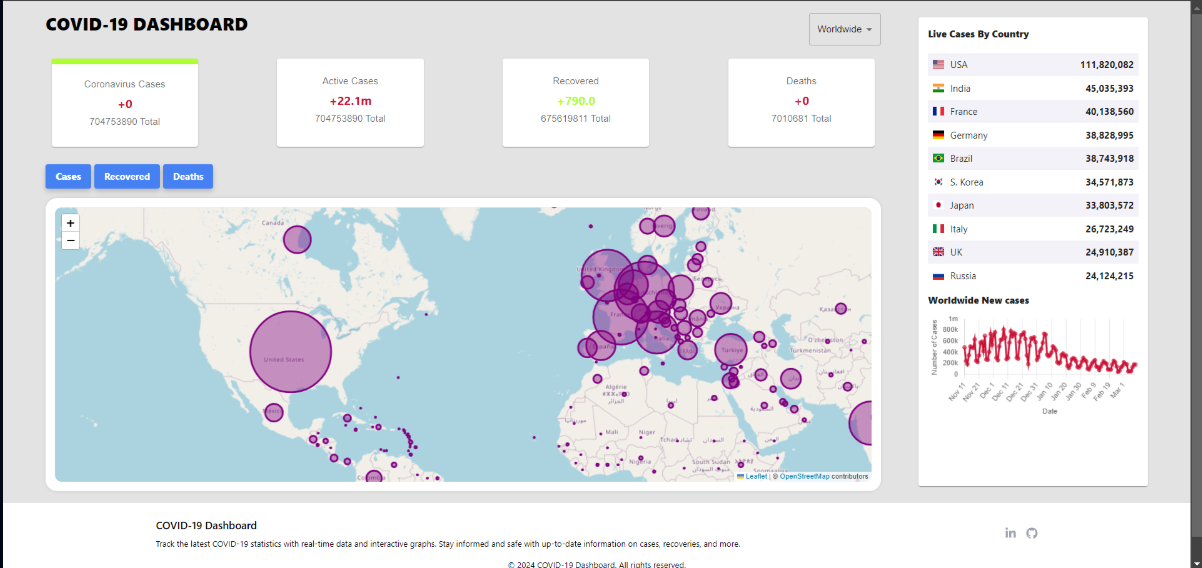 COVID-19 DASHBOARD
Worldwide
Coronavirus Cases
+0
704753890 Total
Active Cases
+22.1m
704753890 Total
Recovered
+790.0
675619811 Total
Deaths
+0
7010681 Total
Cases
Recovered
Deaths
+
−
Canada
United States
Algérie
Mali
Niger
Nigeria
South Sudan
Türkiye
Turkmenistan
السودان
Leaflet | © OpenStreetMap contributors
Live Cases By Country
USA 111,820,082
India 45,035,393
France 40,138,560
Germany 38,828,995
Brazil 38,743,918
S. Korea 34,571,873
Japan 33,803,572
Italy 26,723,249
UK 24,910,387
Russia 24,124,215
Worldwide New cases
Number of Cases
1m
800k
600k
400k
200k
0
Nov 11
Nov 21
Dec 1
Dec 11
Dec 21
Dec 31
Jan 10
Jan 20
Jan 30
Feb 9
Feb 19
Mar 1
Date
COVID-19 Dashboard
Track the latest COVID-19 statistics with real-time data and interactive graphs. Stay informed and safe with up-to-date information on cases, recoveries, and more.
in
© 2024 COVID-19 Dashboard. All rights reserved.